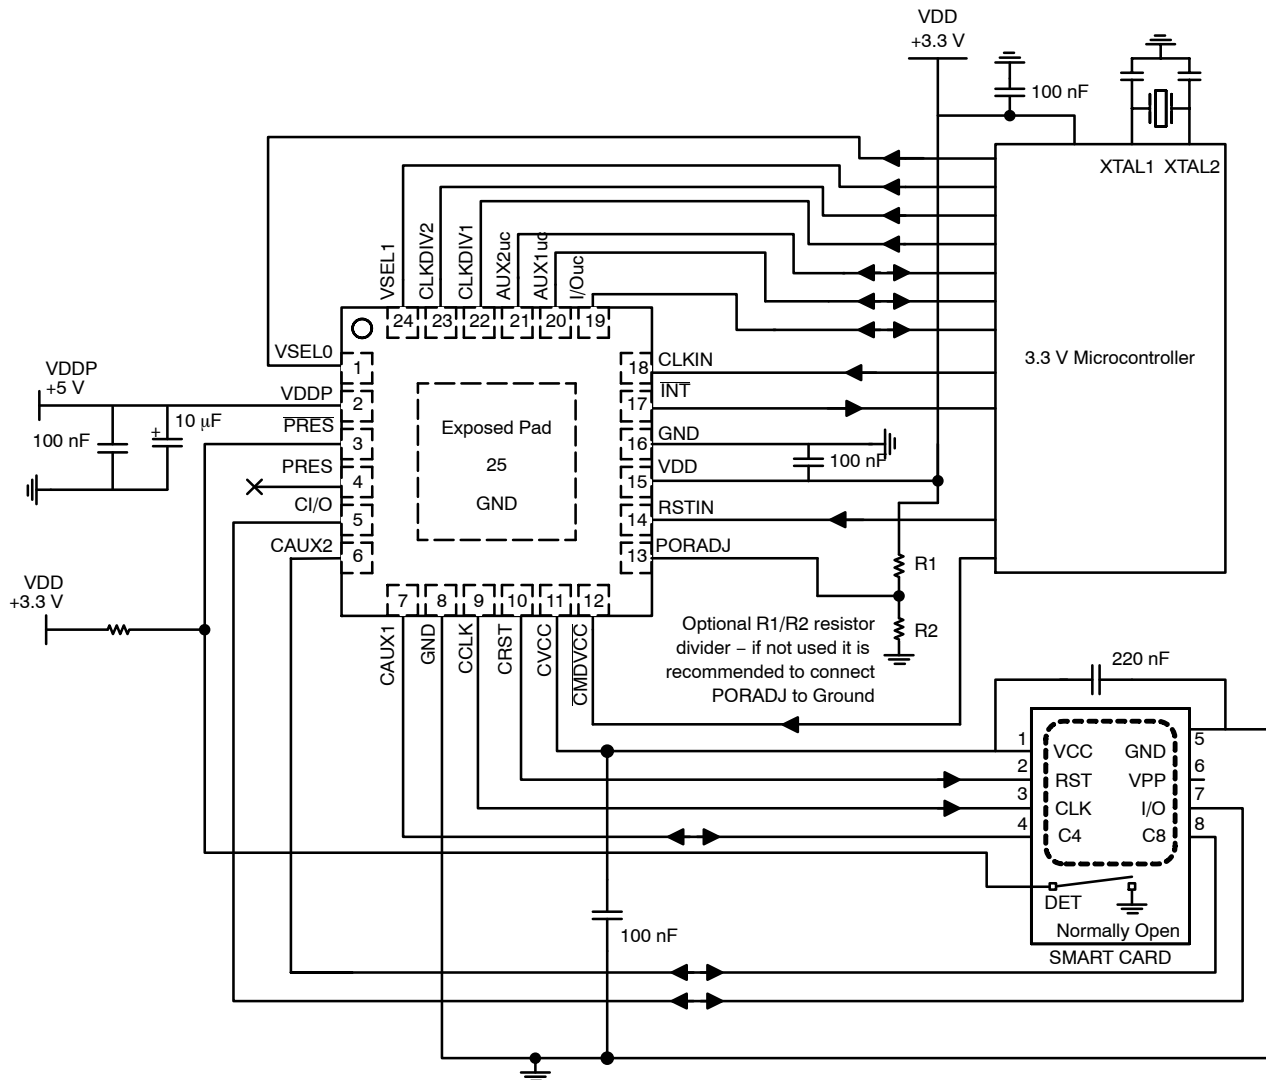 VDD
+3.3 V
100 nF
XTAL1 XTAL2
3.3 V Microcontroller
VSEL1
CLKDIV2
CLKDIV1
AUX2uc
AUX1uc
I/Ouc
24 23 22 21 20 19
VSEL0
1
VDDP
+5 V
VDDP
2
PRES
3
100 nF
+
10 μF
PRES
4
CI/O
5
CAUX2
6
Exposed Pad
25
GND
18
CLKIN
17
INT
16
GND
100 nF
15
VDD
14
RSTIN
13
PORADJ
R1
R2
VDD
+3.3 V
7 8 9 10 11 12
CAUX1
GND
CCLK
CRST
CVCC
CMDVCC
Optional R1/R2 resistor
divider – if not used it is
recommended to connect
PORADJ to Ground
220 nF
1
VCC
GND
5
2
RST
VPP
6
3
CLK
I/O
7
4
C4
C8
8
DET
Normally Open
SMART CARD
100 nF